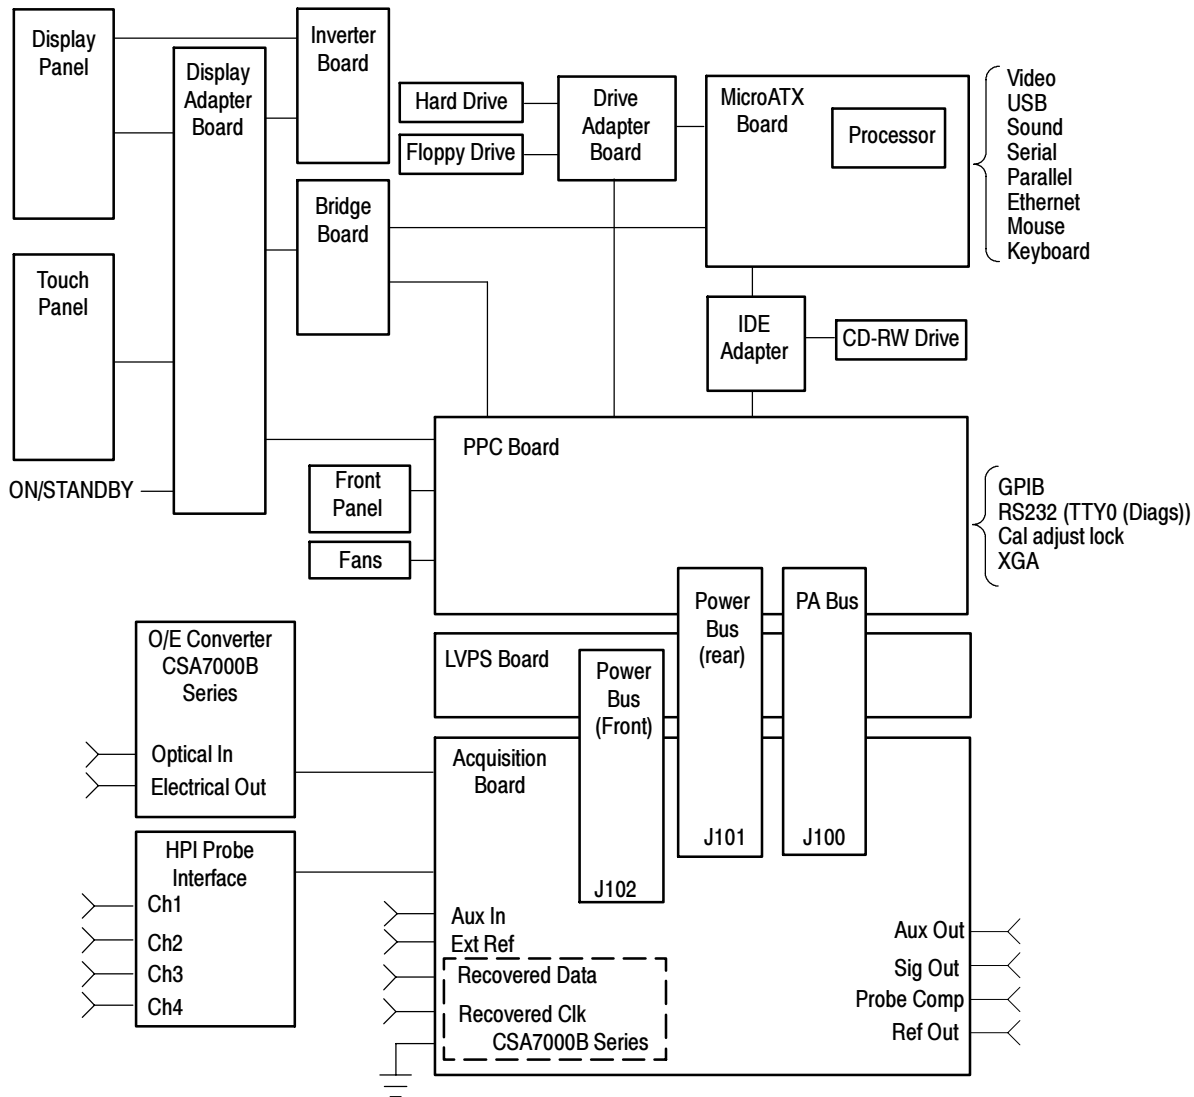 Display
Panel
Display
Adapter
Board
Inverter
Board
Hard Drive
Floppy Drive
Drive
Adapter
Board
MicroATX
Board
Processor
Video
USB
Sound
Serial
Parallel
Ethernet
Mouse
Keyboard
Bridge
Board
Touch
Panel
IDE
Adapter
CD-RW Drive
ON/STANDBY
PPC Board
Front
Panel
Fans
GPIB
RS232 (TTY0 (Diags))
Cal adjust lock
XGA
Power
Bus
(rear)
J101
PA Bus
J100
LVPS Board
Power
Bus
(Front)
J102
O/E Converter
CSA7000B
Series
Optical In
Electrical Out
HPI Probe
Interface
Ch1
Ch2
Ch3
Ch4
Acquisition
Board
Aux In
Ext Ref
Recovered Data
Recovered Clk
CSA7000B Series
Aux Out
Sig Out
Probe Comp
Ref Out